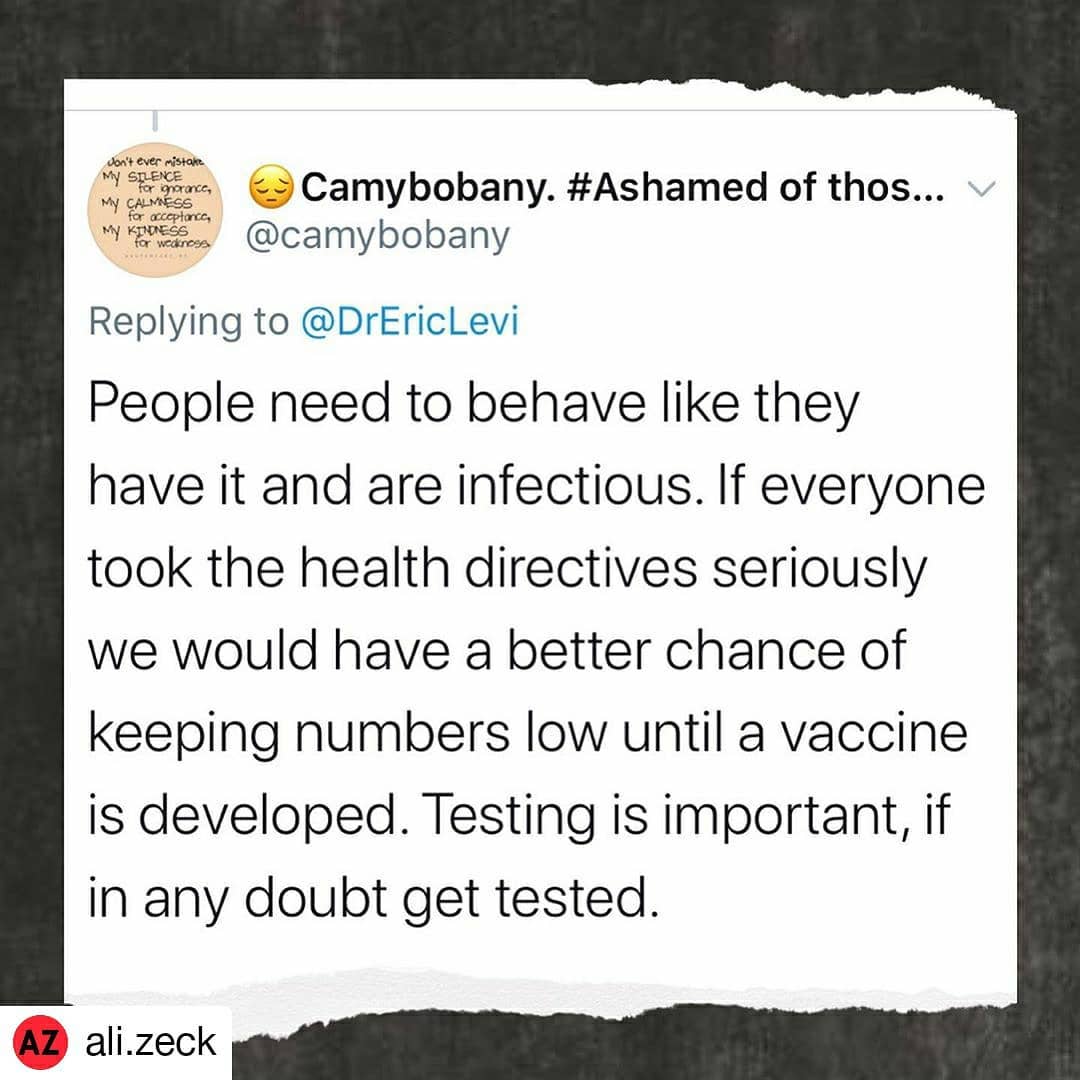 Don't ever mistake
My SILENCE
for ignorance,
My CALMNESS
for acceptance,
My KINDNESS
for weakness.
😔 Camybobany. #Ashamed of thos...
@camybobany
Replying to @DrEricLevi
People need to behave like they
have it and are infectious. If everyone
took the health directives seriously
we would have a better chance of
keeping numbers low until a vaccine
is developed. Testing is important, if
in any doubt get tested.
AZ ali.zeck